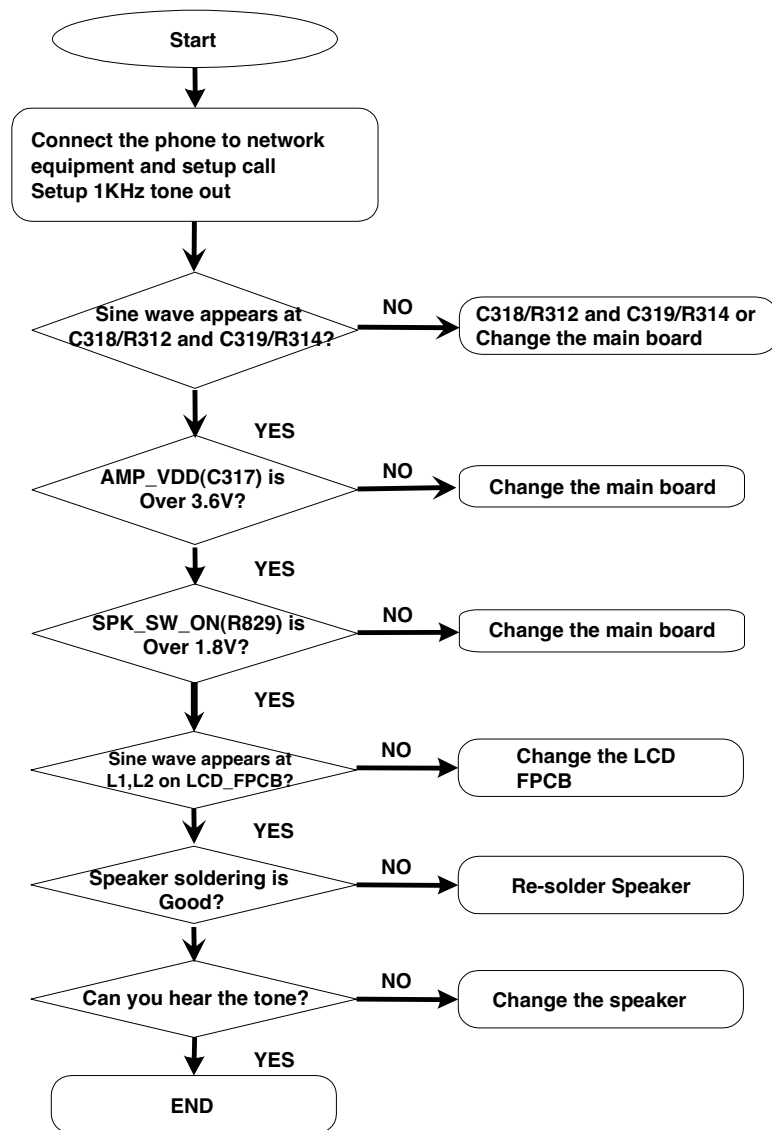 Start
Connect the phone to network
equipment and setup call
Setup 1KHz tone out
Sine wave appears at
C318/R312 and C319/R314?
NO
C318/R312 and C319/R314 or
Change the main board
YES
AMP_VDD(C317) is
Over 3.6V?
NO
Change the main board
YES
SPK_SW_ON(R829) is
Over 1.8V?
NO
Change the main board
YES
Sine wave appears at
L1,L2 on LCD_FPCB?
NO
Change the LCD
FPCB
YES
Speaker soldering is
Good?
NO
Re-solder Speaker
Can you hear the tone?
NO
Change the speaker
YES
END